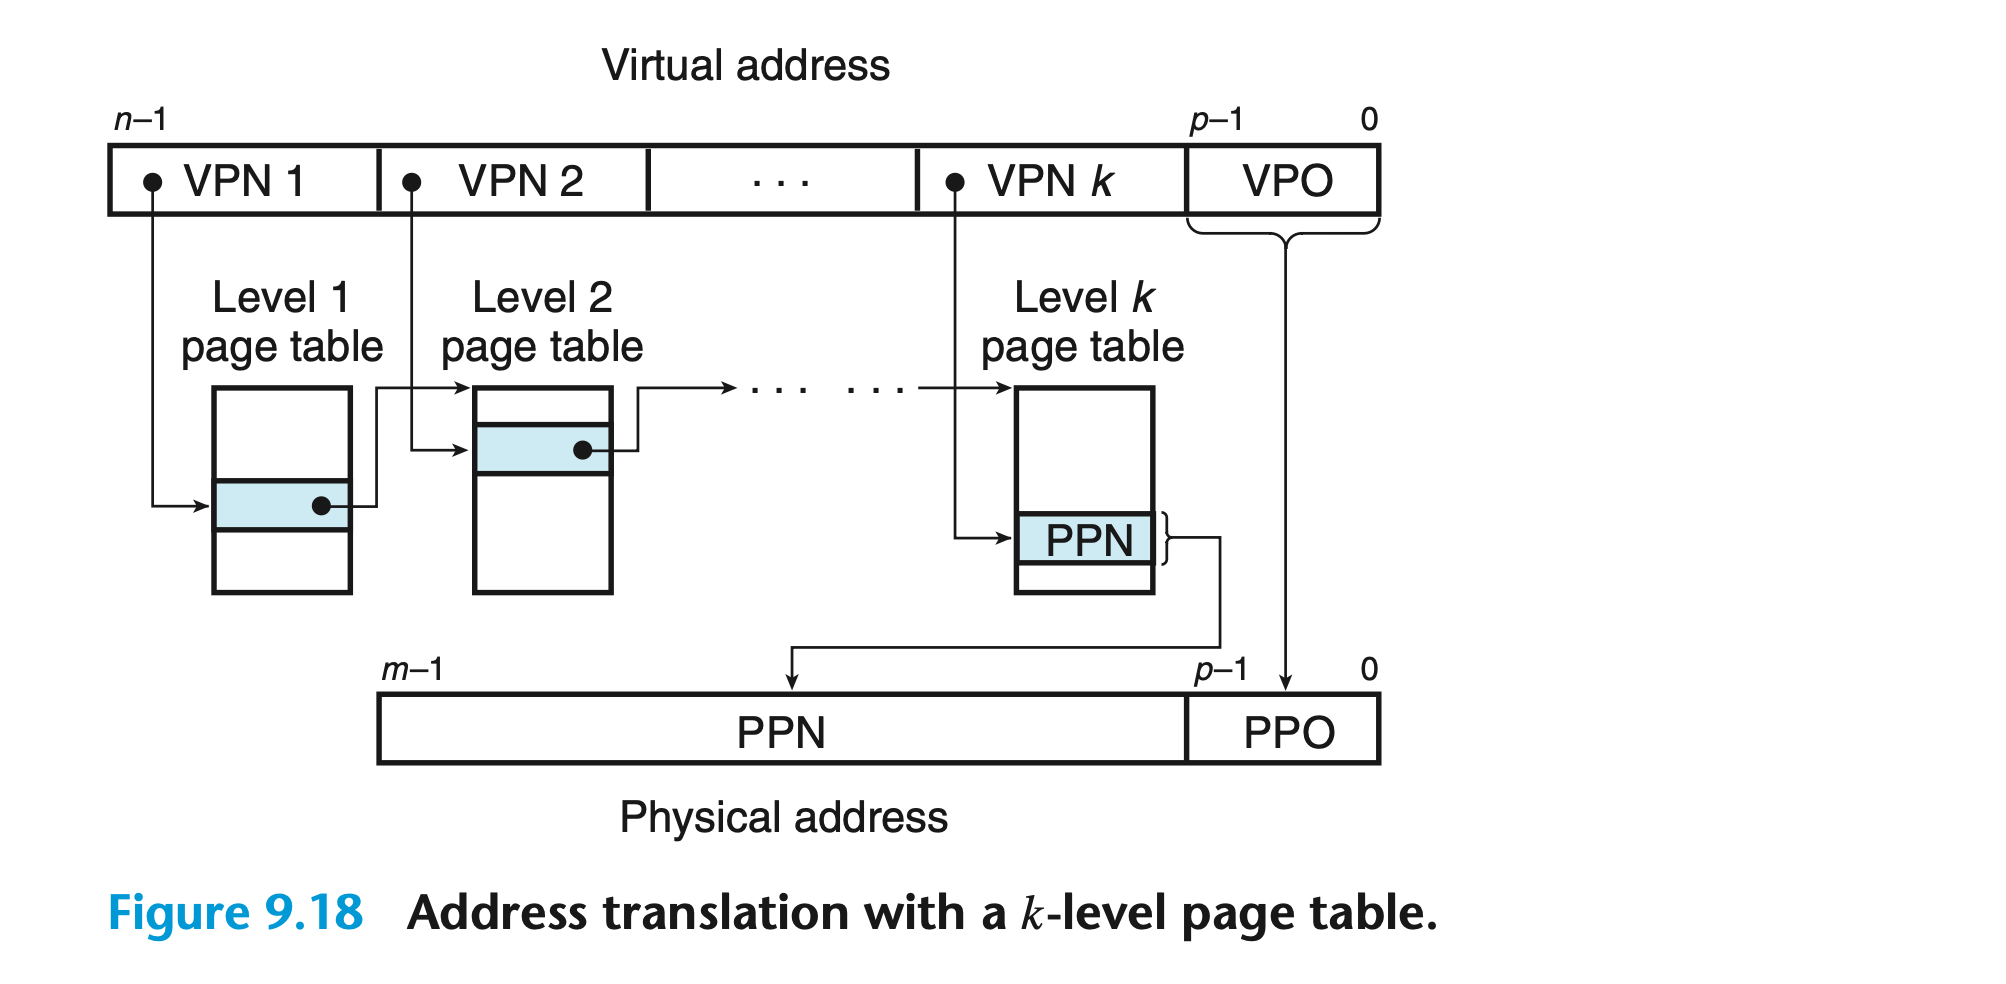 Virtual address
n–1 p–1 0
VPN 1 VPN 2 · · · VPN k VPO
Level 1 Level 2 Level k
page table page table page table
· · · · · ·
PPN
m–1 p–1 0
PPN PPO
Physical address
Figure 9.18 Address translation with a k-level page table.